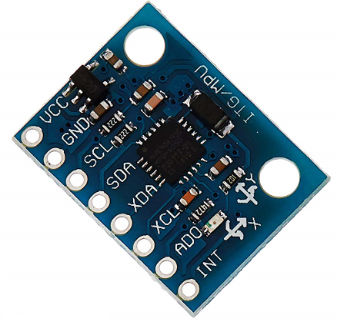 VCC
GND
SCL
SDA
XDA
XCL
ADO
INT
ITG/MPU
X